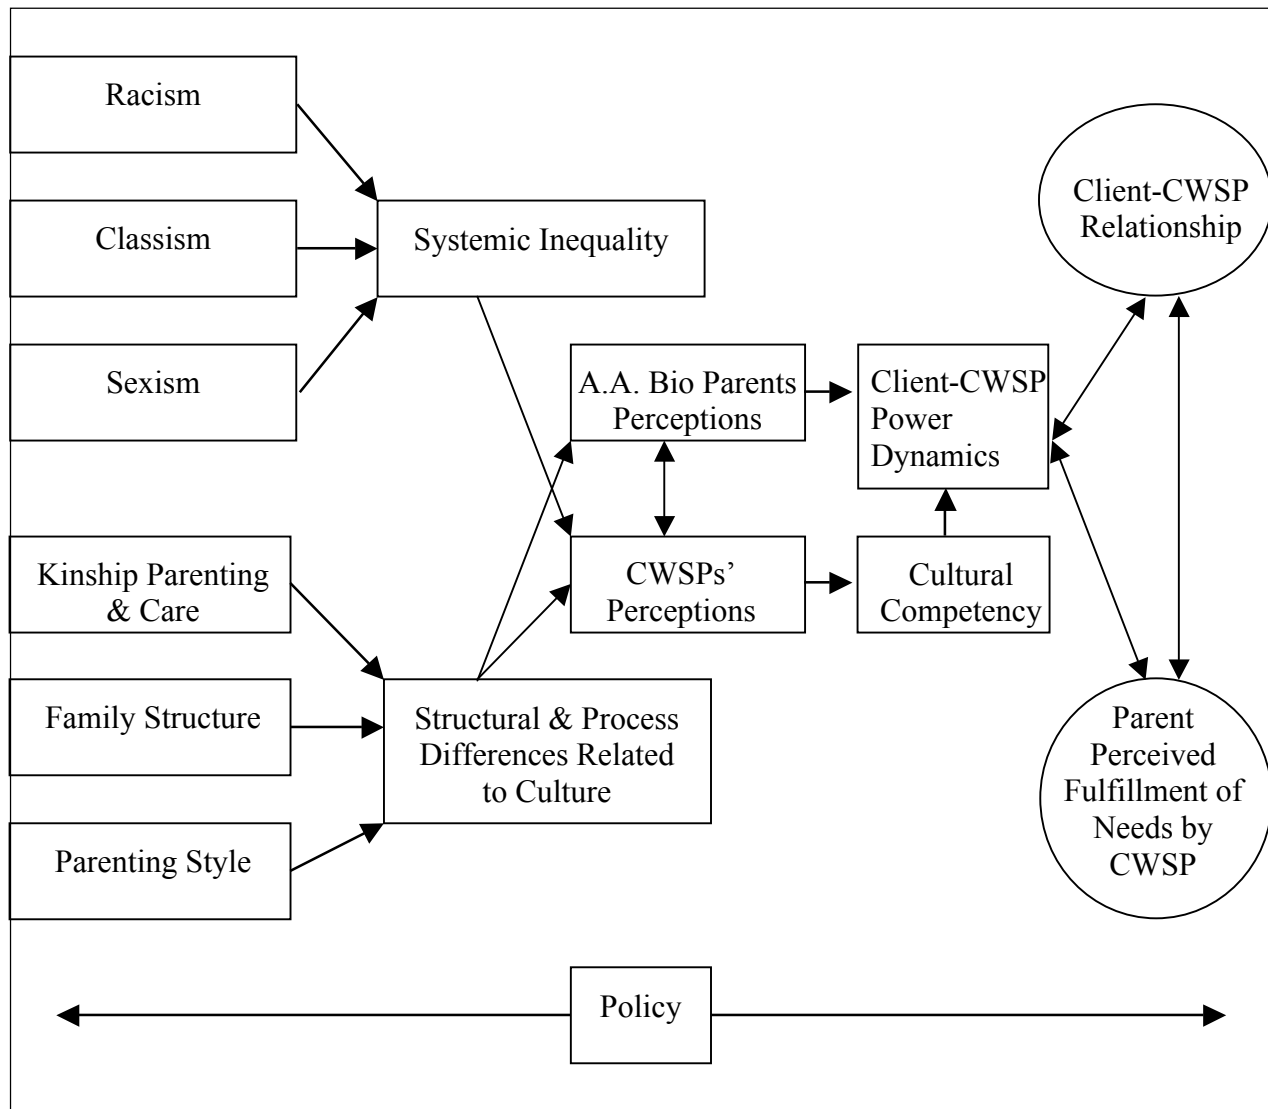 Racism
Classism
Sexism
Systemic Inequality
Kinship Parenting
& Care
Family Structure
Parenting Style
Structural & Process
Differences Related
to Culture
A.A. Bio Parents
Perceptions
CWSPs’
Perceptions
Client-CWSP
Power
Dynamics
Cultural
Competency
Client-CWSP
Relationship
Parent
Perceived
Fulfillment of
Needs by
CWSP
Policy